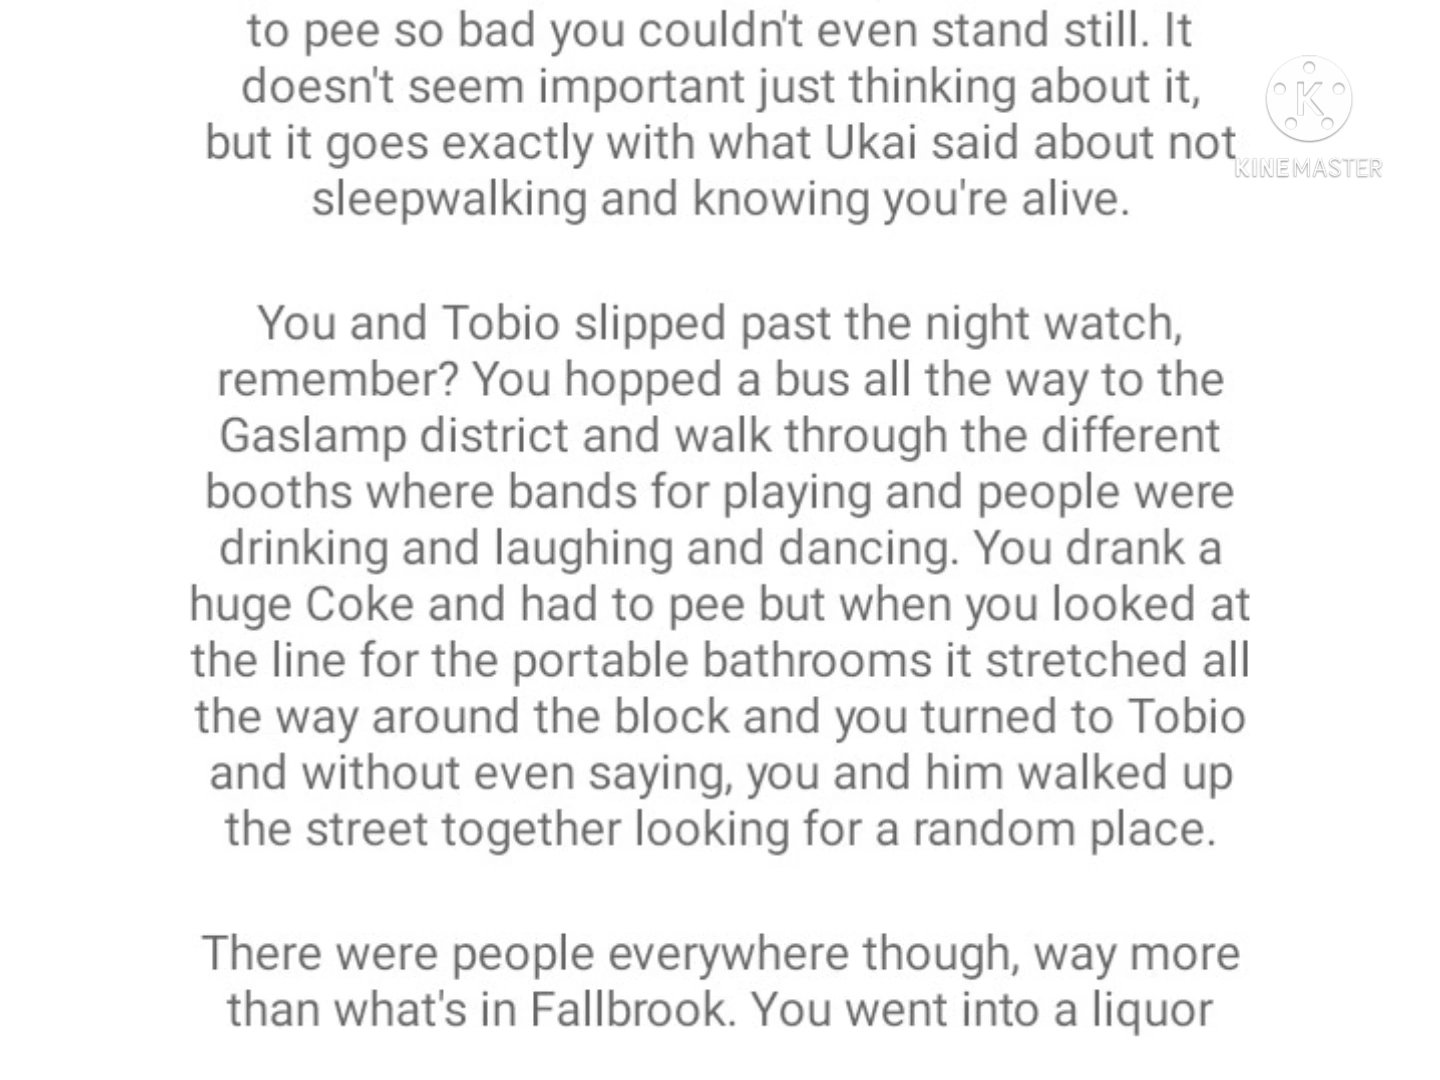 to pee so bad you couldn't even stand still. It
doesn't seem important just thinking about it,
but it goes exactly with what Ukai said about not
sleepwalking and knowing you're alive.
You and Tobio slipped past the night watch,
remember? You hopped a bus all the way to the
Gaslamp district and walk through the different
booths where bands for playing and people were
drinking and laughing and dancing. You drank a
huge Coke and had to pee but when you looked at
the line for the portable bathrooms it stretched all
the way around the block and you turned to Tobio
and without even saying, you and him walked up
the street together looking for a random place.
There were people everywhere though, way more
than what's in Fallbrook. You went into a liquor
K
KINEMASTER